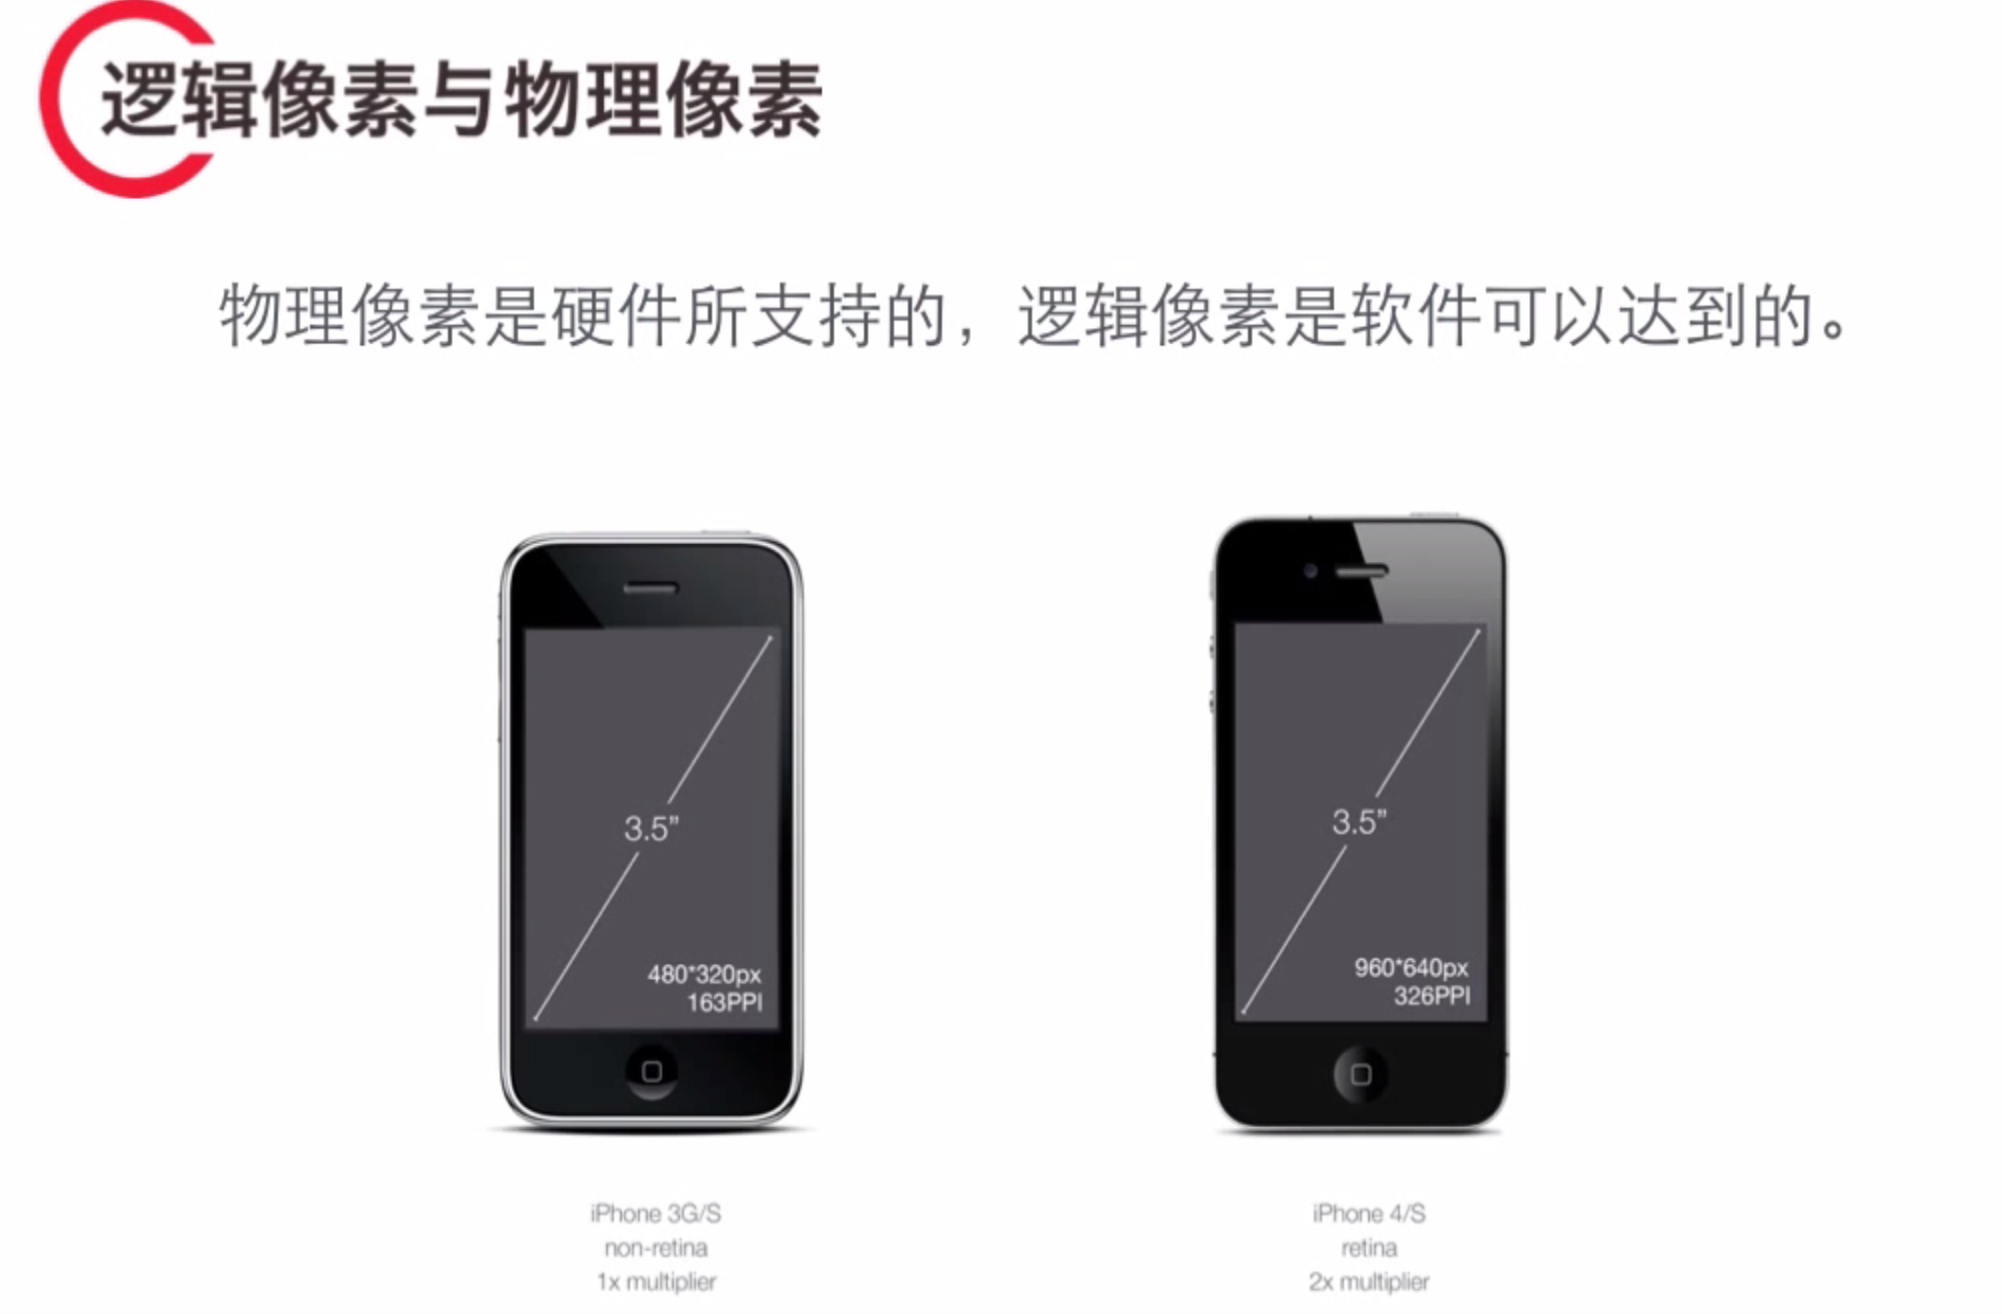 逻辑像素与物理像素
物理像素是硬件所支持的，逻辑像素是软件可以达到的。
3.5”
480*320px
163PPI
iPhone 3G/S
non-retina
1x multiplier
3.5”
960*640px
326PPI
iPhone 4/S
retina
2x multiplier